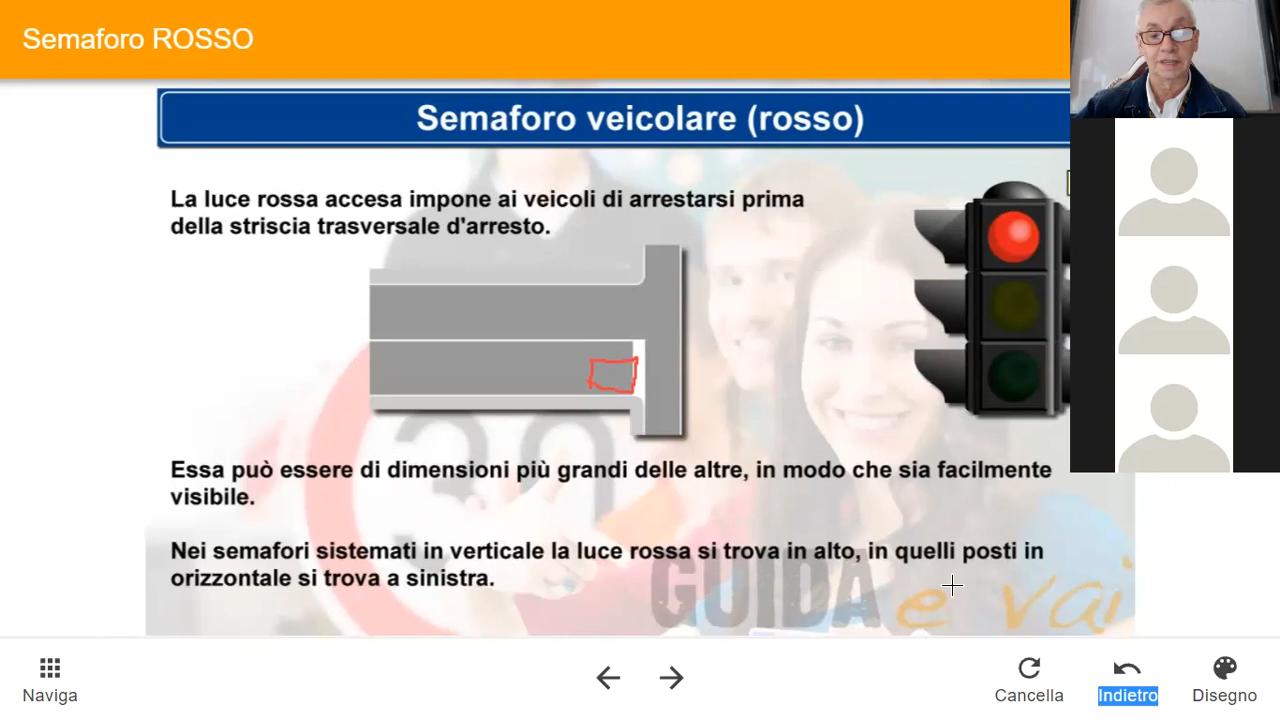 Semaforo ROSSO
Semaforo veicolare (rosso)
La luce rossa accesa impone ai veicoli di arrestarsi prima
della striscia trasversale d'arresto.
30
Essa può essere di dimensioni più grandi delle altre, in modo che sia facilmente
visibile.
Nei semafori sistemati in verticale la luce rossa si trova in alto, in quelli posti in
orizzontale si trova a sinistra.
GUIDA e vai
Naviga
Cancella
Indietro
Disegno